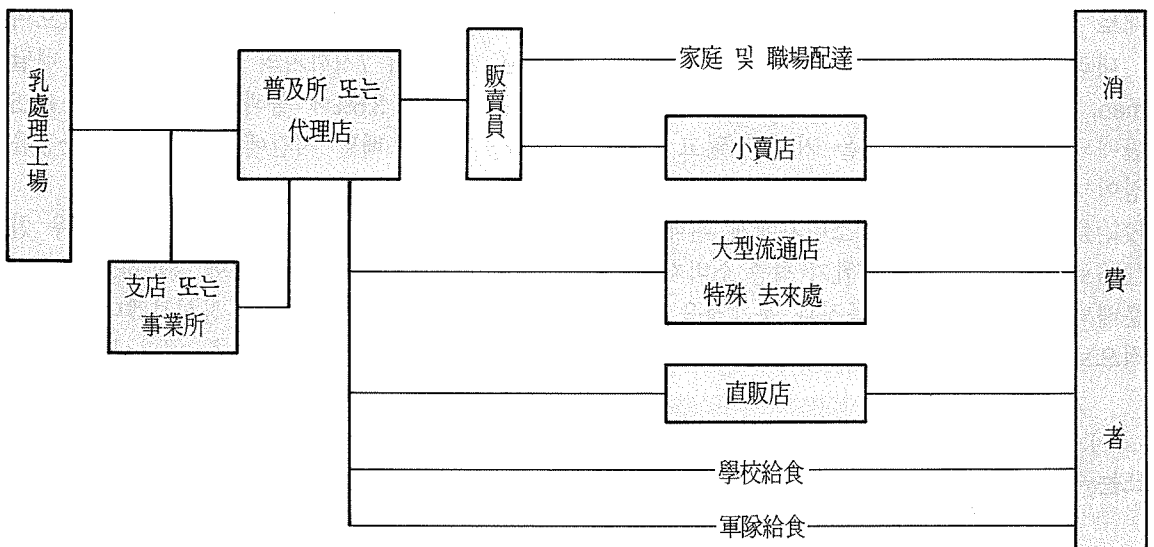 乳處理工場
普及所 또는
代理店
支店 또는
事業所
販賣員
家庭 및 職場配達
小賣店
大型流通店
特殊 去來處
直販店
學校給食
軍隊給食
消費者